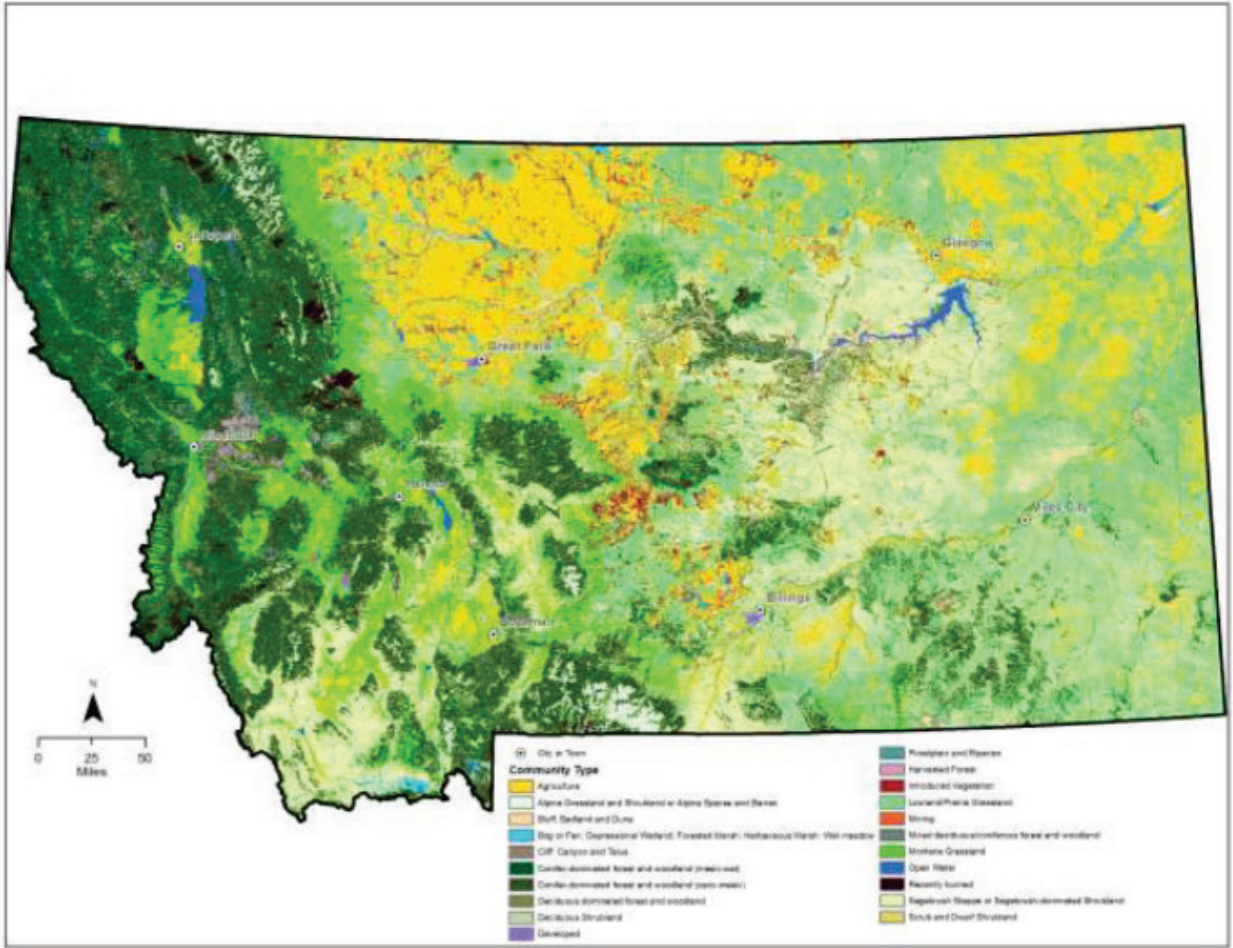 Kalispell
Glasgow
Great Falls
Missoula
Helena
Miles City
Billings
Bozeman
N
0 25 50
Miles
City or Town
Community Type
Agriculture
Alpine Grassland and Shrubland or Alpine Sparse and Barren
Bluff, Badland and Dune
Bog or Fen; Depressional Wetland; Forested Marsh; Herbaceous Marsh; Wet meadow
Cliff, Canyon and Talus
Conifer-dominated forest and woodland (mesic-wet)
Conifer-dominated forest and woodland (xeric-mesic)
Deciduous dominated forest and woodland
Deciduous Shrubland
Developed
Floodplain and Riparian
Harvested Forest
Introduced Vegetation
Lowland/Prairie Grassland
Mining
Mixed deciduous/coniferous forest and woodland
Montane Grassland
Open Water
Recently burned
Sagebrush Steppe or Sagebrush-dominated Shrubland
Scrub and Dwarf Shrubland